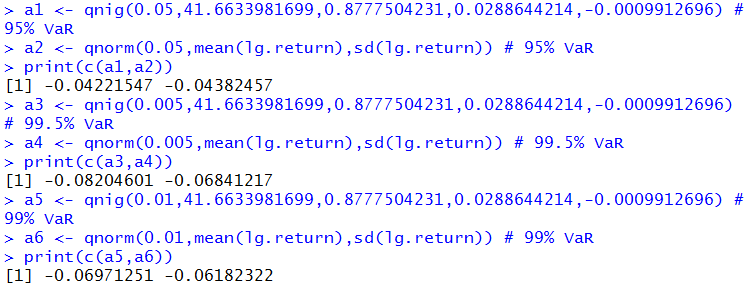 > a1 <- qnig(0.05,41.6633981699,0.8777504231,0.0288644214,-0.0009912696) #
95% VaR
> a2 <- qnorm(0.05,mean(lg.return),sd(lg.return)) # 95% VaR
> print(c(a1,a2))
[1] -0.04221547 -0.04382457
> a3 <- qnig(0.005,41.6633981699,0.8777504231,0.0288644214,-0.0009912696)
# 99.5% VaR
> a4 <- qnorm(0.005,mean(lg.return),sd(lg.return)) # 99.5% VaR
> print(c(a3,a4))
[1] -0.08204601 -0.06841217
> a5 <- qnig(0.01,41.6633981699,0.8777504231,0.0288644214,-0.0009912696) #
99% VaR
> a6 <- qnorm(0.01,mean(lg.return),sd(lg.return)) # 99% VaR
> print(c(a5,a6))
[1] -0.06971251 -0.06182322